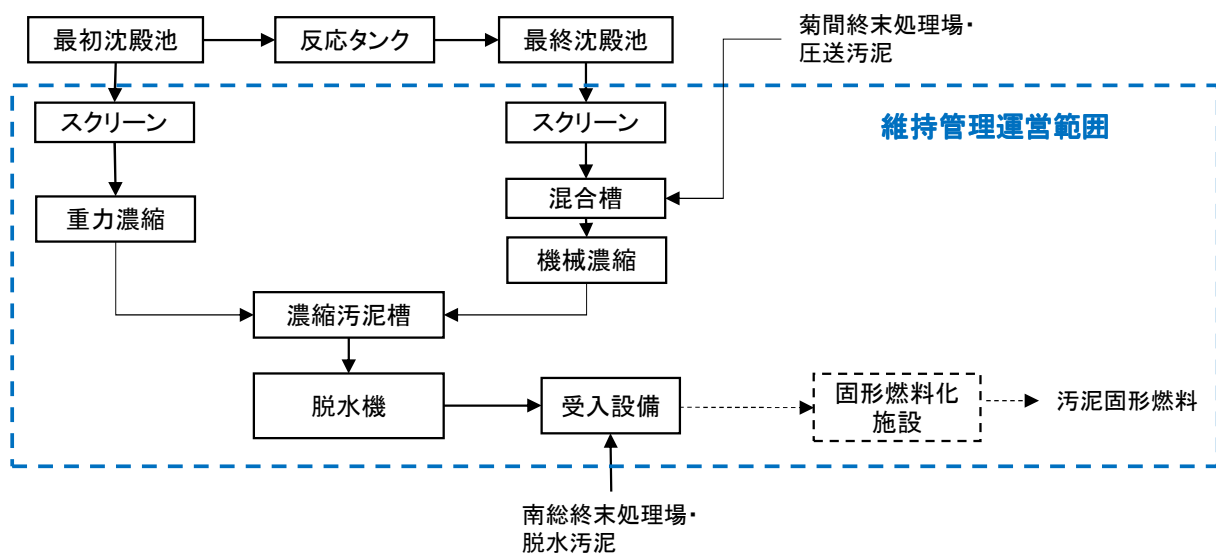 最初沈殿池
反応タンク
最終沈殿池
菊間終末処理場・
圧送汚泥
スクリーン
スクリーン
維持管理運営範囲
混合槽
重力濃縮
機械濃縮
濃縮汚泥槽
脱水機
受入設備
固形燃料化
施設
汚泥固形燃料
南総終末処理場・
脱水汚泥